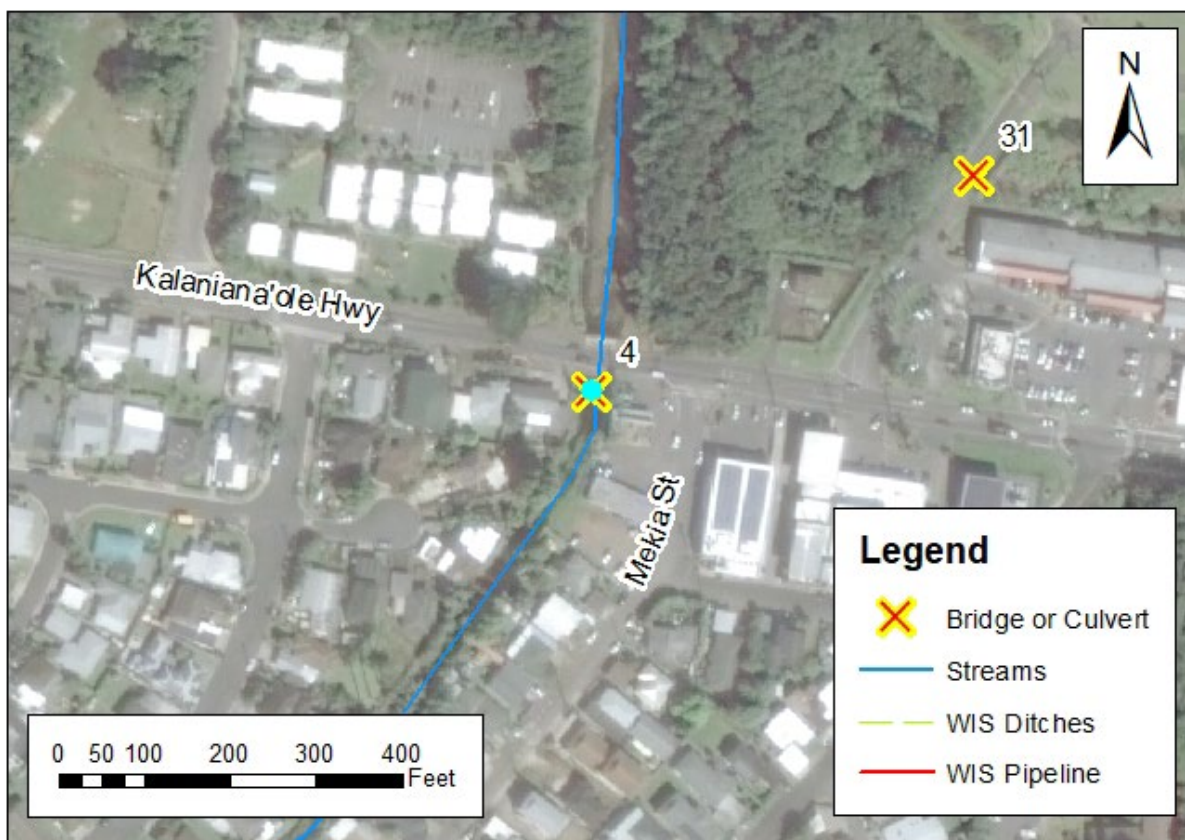 N
31
Kalaniana'ole Hwy
4
Mekia St
Legend
Bridge or Culvert
Streams
WIS Ditches
WIS Pipeline
0 50 100 200 300 400
Feet